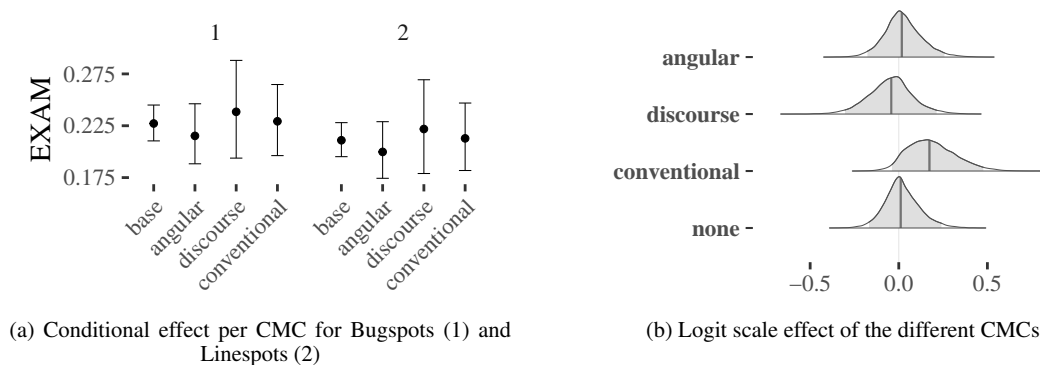 1
2
EXAM
0.275
0.225
0.175
base
angular
discourse
conventional
base
angular
discourse
conventional
(a) Conditional effect per CMC for Bugspots (1) and
Linespots (2)
angular
discourse
conventional
none
−0.5
0.0
0.5
(b) Logit scale effect of the different CMCs